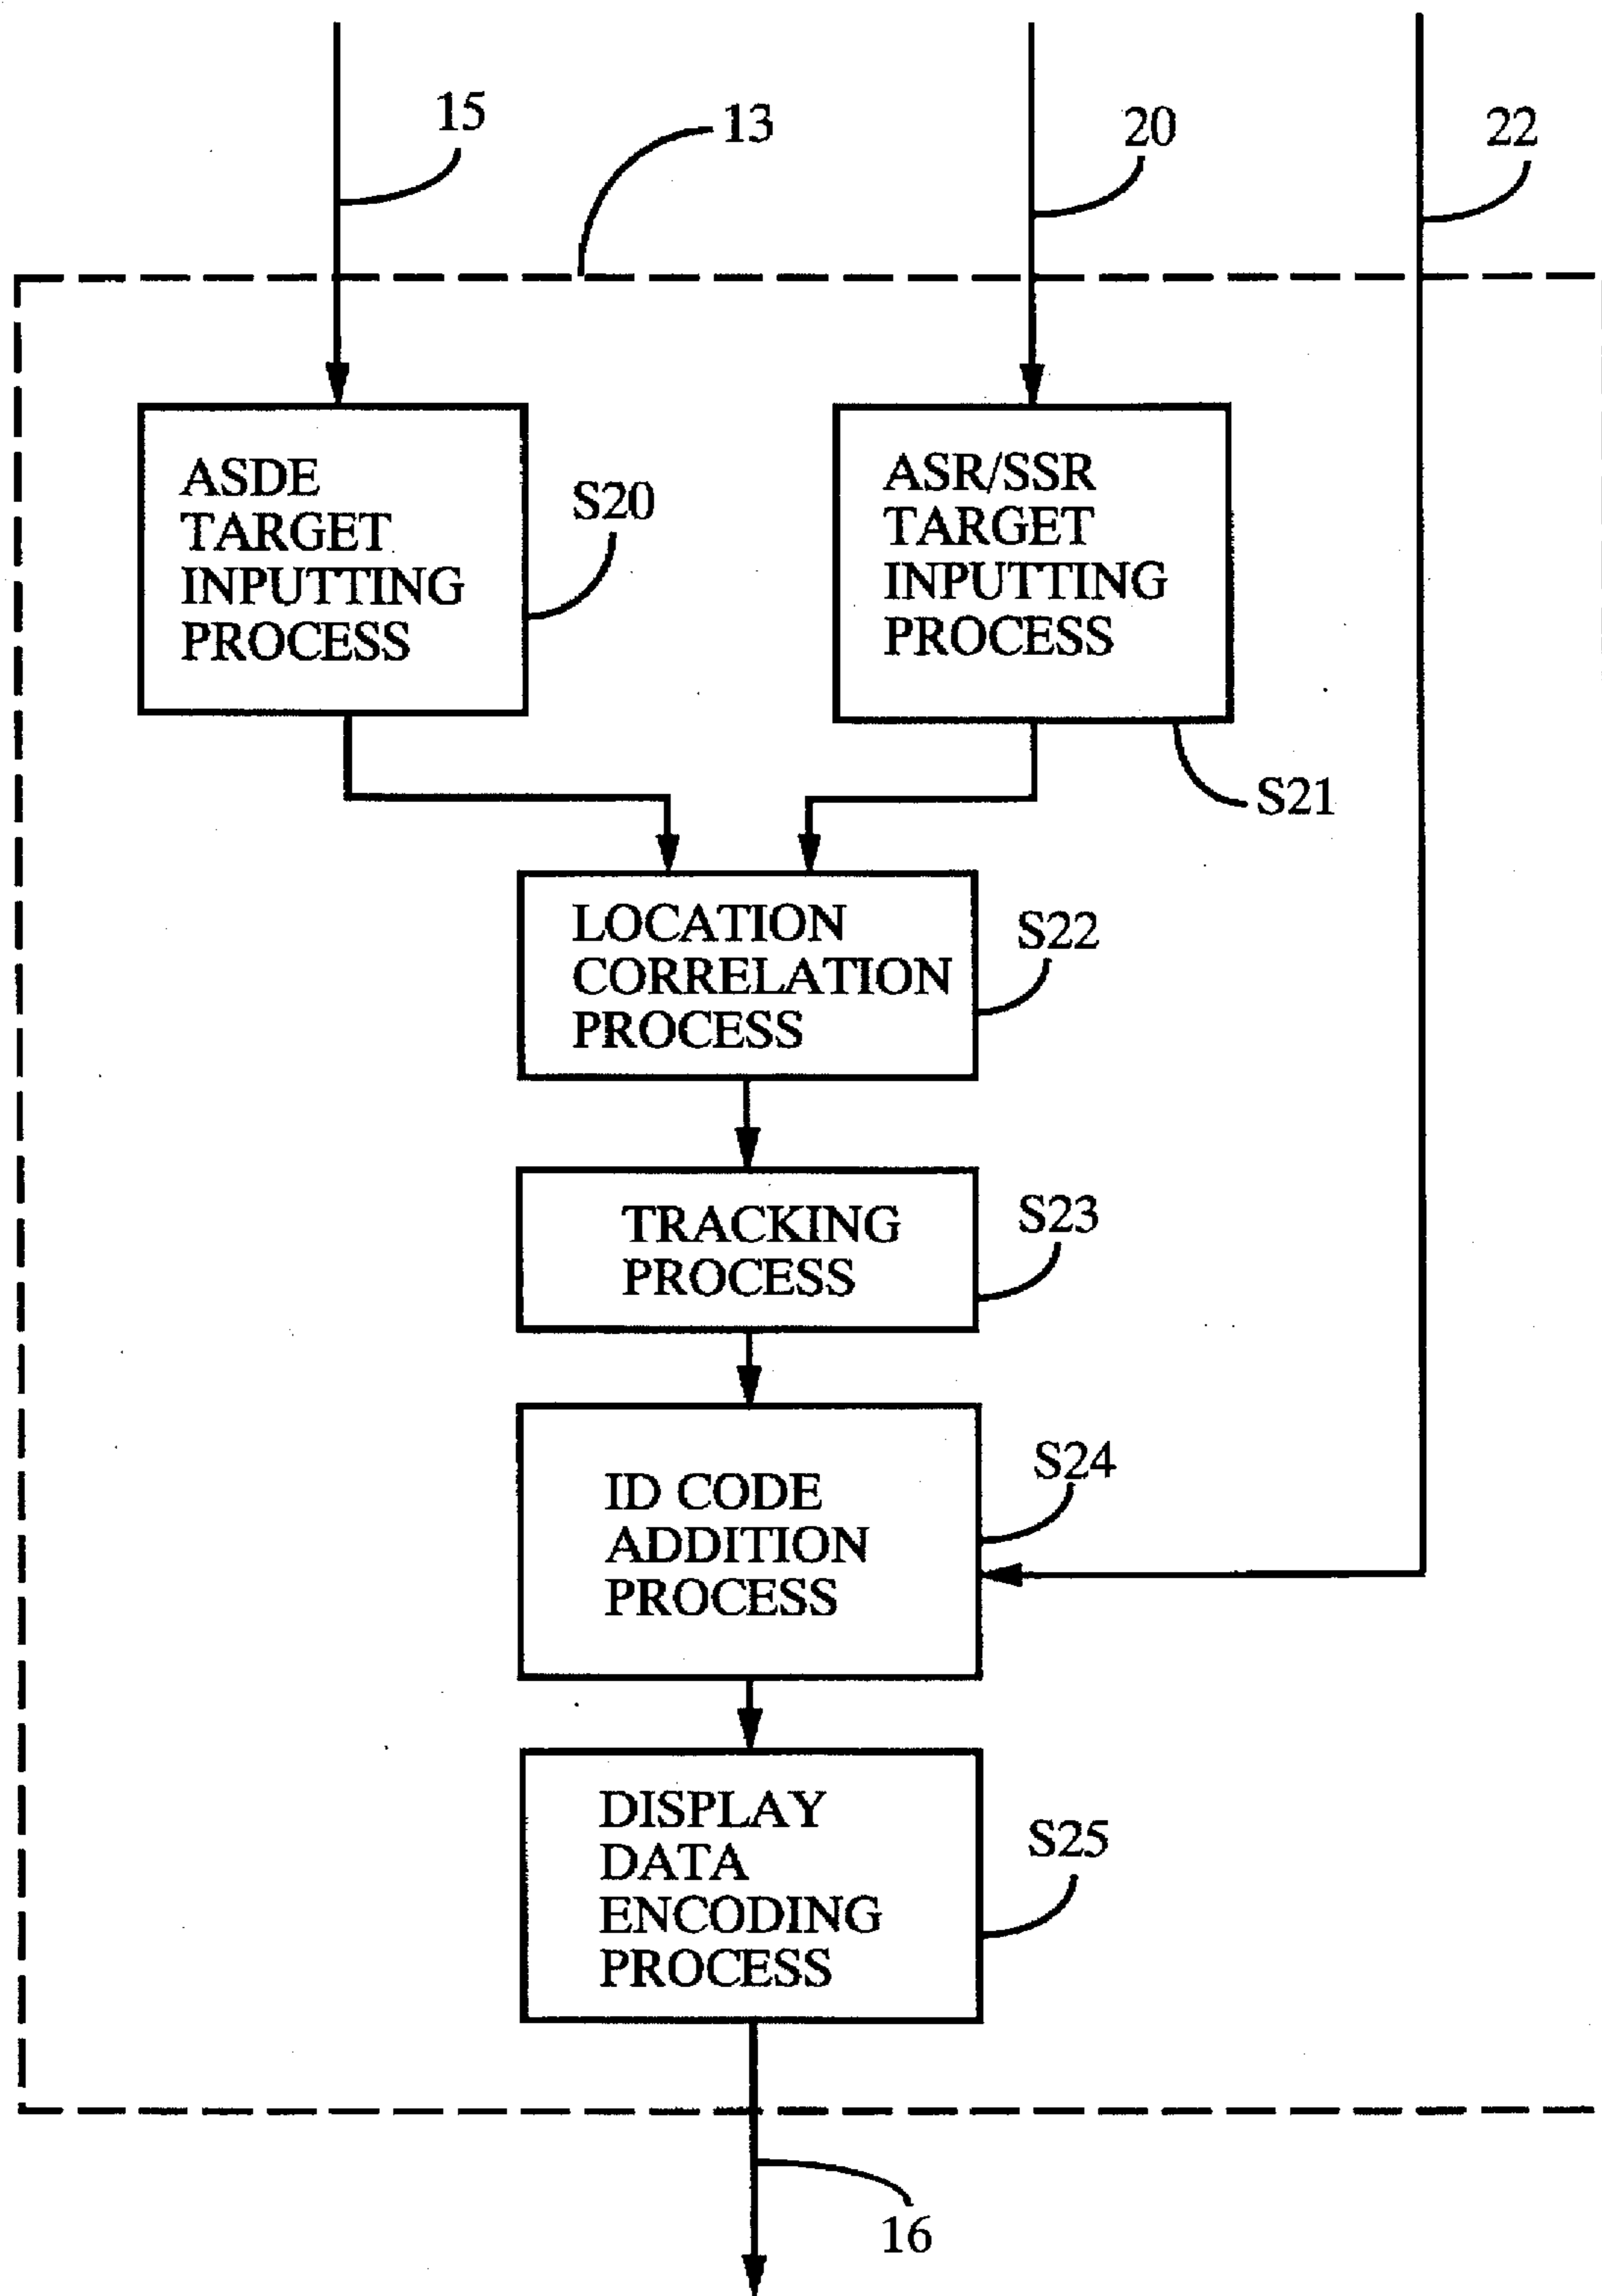 15
13
20
22
ASDE
TARGET
INPUTTING
PROCESS
S20
ASR/SSR
TARGET
INPUTTING
PROCESS
S21
LOCATION
CORRELATION
PROCESS
S22
TRACKING
PROCESS
S23
ID CODE
ADDITION
PROCESS
S24
DISPLAY
DATA
ENCODING
PROCESS
S25
16